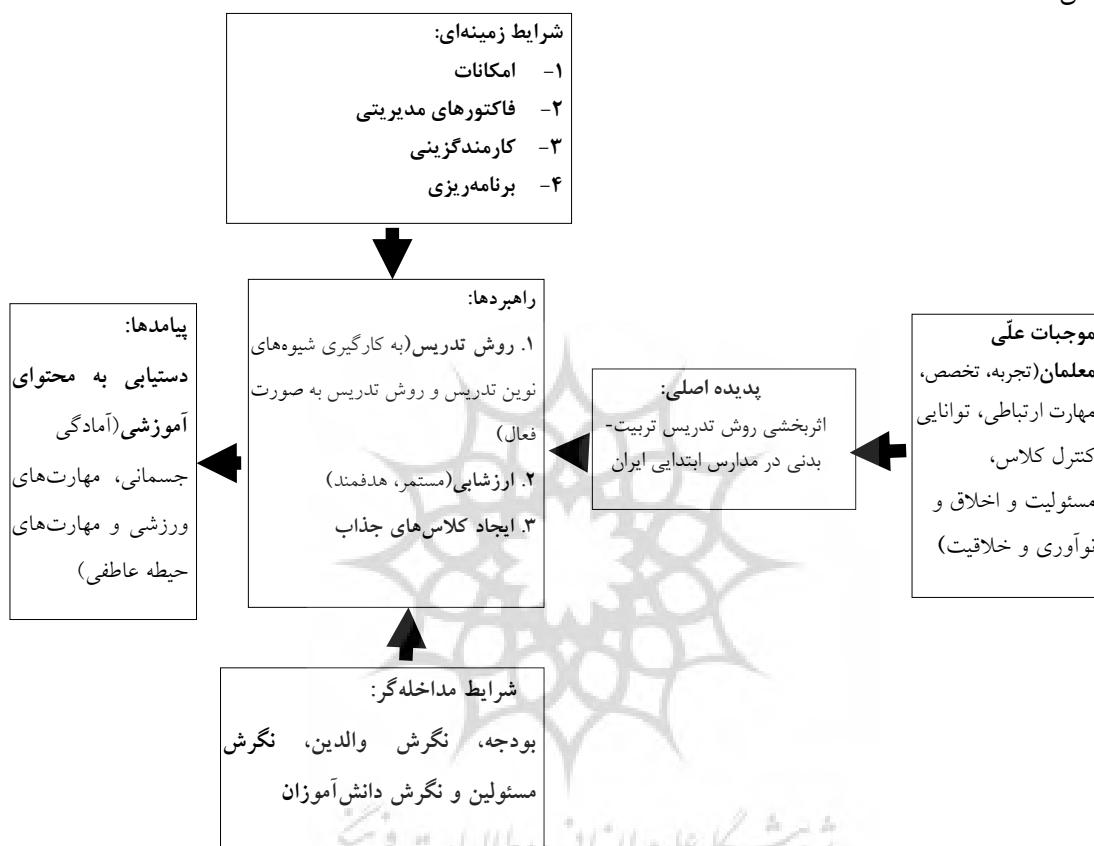 شرایط زمینه‌ای:
۱- امکانات
۲- فاکتورهای مدیریتی
۳- کارمندگزینی
۴- برنامه‌ریزی
موجبات علّی
معلمان(تجربه، تخصص،
مهارت ارتباطی، توانایی
کنترل کلاس،
مسئولیت و اخلاق و
نوآوری و خلاقیت)
پدیده اصلی:
اثربخشی روش تدریس تربیت-
بدنی در مدارس ابتدایی ایران
راهبردها:
۱. روش تدریس(به کارگیری شیوه‌های
نوین تدریس و روش تدریس به صورت
فعال)
۲. ارزشابی(مستمر، هدفمند)
۳. ایجاد کلاس‌های جذاب
پیامدها:
دستیابی به محتوای
آموزشی(آمادگی
جسمانی، مهارت‌های
ورزشی و مهارت‌های
حیطه عاطفی)
شرایط مداخله‌گر:
بودجه، نگرش والدین، نگرش
مسئولین و نگرش دانش‌آموزان